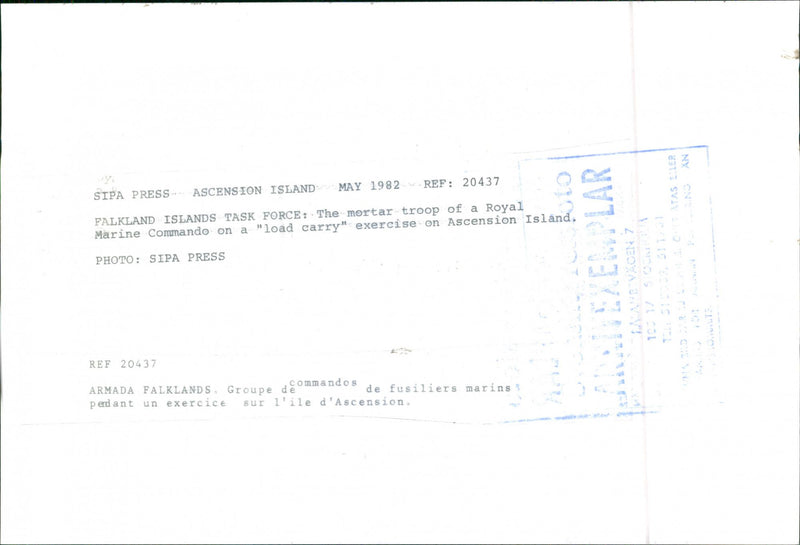 SIPA PRESS ASCENSION ISLAND MAY 1982 REF: 20437
FALKLAND ISLANDS TASK FORCE: The mortar troop of a Royal
Marine Commando on a "load carry" exercise on Ascension Island.
PHOTO: SIPA PRESS
REF 20437
ARMADA FALKLANDS. Groupe de commandos de fusiliers marins
pendant un exercice sur l'ile d'Ascension.
ARKIVEXEMPLAR